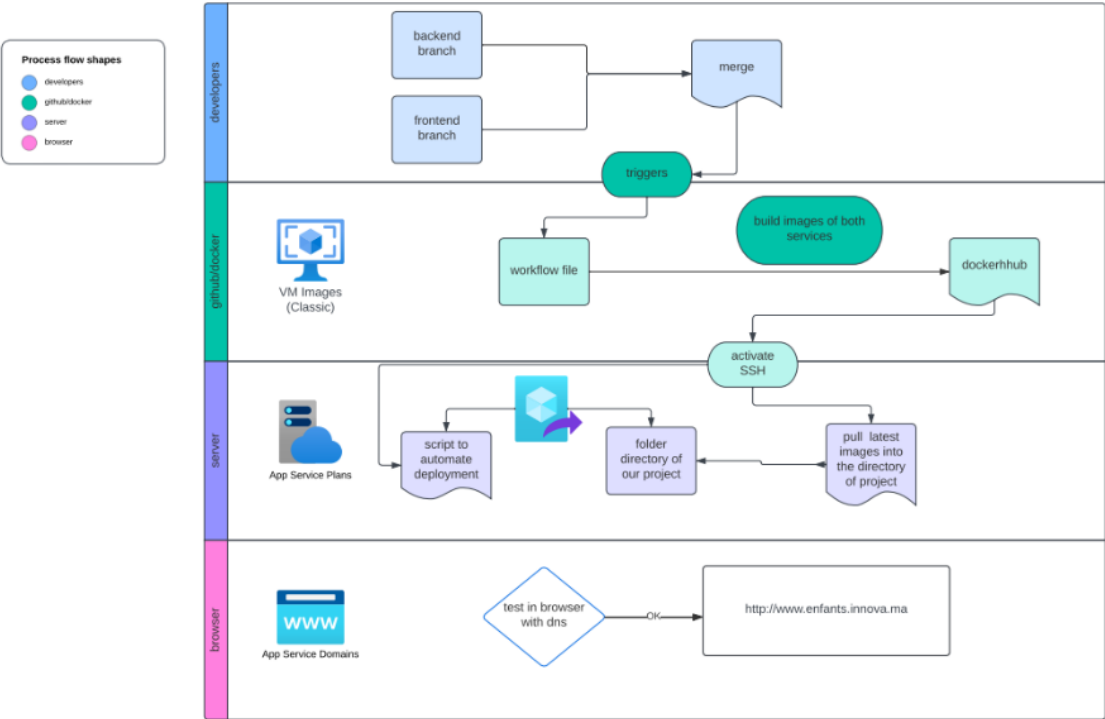 Process flow shapes
developers
github/docker
server
browser
developers
backend
branch
frontend
branch
merge
triggers
github/docker
VM Images
(Classic)
build images of both
services
workflow file
dockerhhub
activate
SSH
server
App Service Plans
script to
automate
deployment
folder
directory of
our project
pull latest
images into
the directory
of project
browser
www
App Service Domains
test in browser
with dns
OK
http://www.enfants.innova.ma